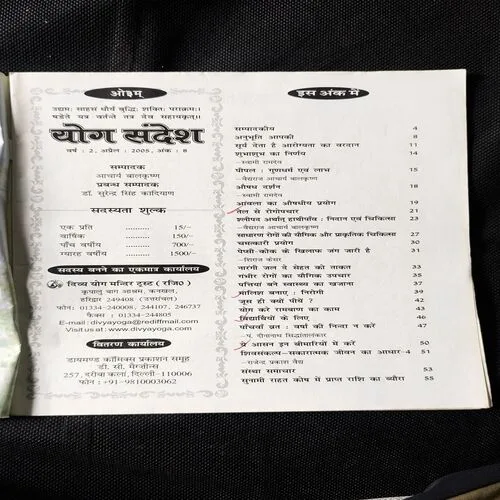 ओ३म्
उद्यमः साहसं धैर्यं बुद्धिः शक्तिः पराक्रमः।
षडेते यत्र वर्तन्ते तत्र देव सहायकृत्।।
योग संदेश
वर्ष : 2, अप्रैल : 2005, अंक : 8
सम्पादक
आचार्य बालकृष्ण
प्रबन्ध सम्पादक
डॉ. सुरेन्द्र सिंह कादियाण
सदस्यता शुल्क
एक प्रति 15/-
वार्षिक 150/-
पाँच वर्षीय 700/-
ग्यारह वर्षीय 1500/-
सदस्य बनने का एकमात्र कार्यालय
दिव्य योग मन्दिर ट्रस्ट (रजि०)
कृपालु बाग आश्रम, कनखल,
हरिद्वार 249408 (उत्तरांचल)
फोन: 01334-240008, 244107, 246737
फैक्स : 01334-244805
E-mail : divyayoga@rediffmail.com
Visit us at : www.divyayoga.com
वितरण कार्यालय
डायमण्ड कॉमिक्स प्रकाशन समूह
डी. सी. मैग्जीन्स
257, दरीबा कलां, दिल्ली-110006
फोन : +91-9810003062
इस अंक में
सम्पादकीय 4
अनुभूति आपकी 8
सूर्य देता है आरोग्यता का वरदान 11
शुभाशुभ का निर्णय 14
-स्वामी रामदेव
पीपल : गुणधर्म एवं लाभ 15
-वैद्यराज आचार्य बालकृष्ण
औषध दर्शन 18
-स्वामी रामदेव
आंवला का औषधीय प्रयोग 19
तेल से रोगोपचार 21
श्लीपद अर्थात् हाथीपाँव : निदान एवं चिकित्सा 23
-वैद्यराज आचार्य बालकृष्ण
साधारण रोगों की यौगिक और प्राकृतिक चिकित्सा 27
चमत्कारी प्रयोग 30
पेप्सी-कोक के खिलाफ जंग जारी है 31
-शिराज केसर
नारंगी जल दे सेहत को ताकत 33
गंभीर रोगों का यौगिक उपचार 35
पत्तियां बने स्वास्थ्य का खजाना 37
शान्तिश बनाए : निरोगी 39
जूस ही क्यों पीयें ? 42
योग करे रामबाण का काम 43
विद्यार्थियों के लिए 46
पाँचवाँ व्रत : वर्षा की निन्दा न करें 47
-पं. दीनानाथ सिद्धांतालंकार
ये आसन इन बीमारियों में करें 50
शिवसंकल्प-सकारात्मक जीवन का आधार-4 51
-राजेन्द्र प्रकाश वैद्य
संस्था समाचार 53
सुनामी राहत कोष में प्राप्त राशि का ब्यौरा 55